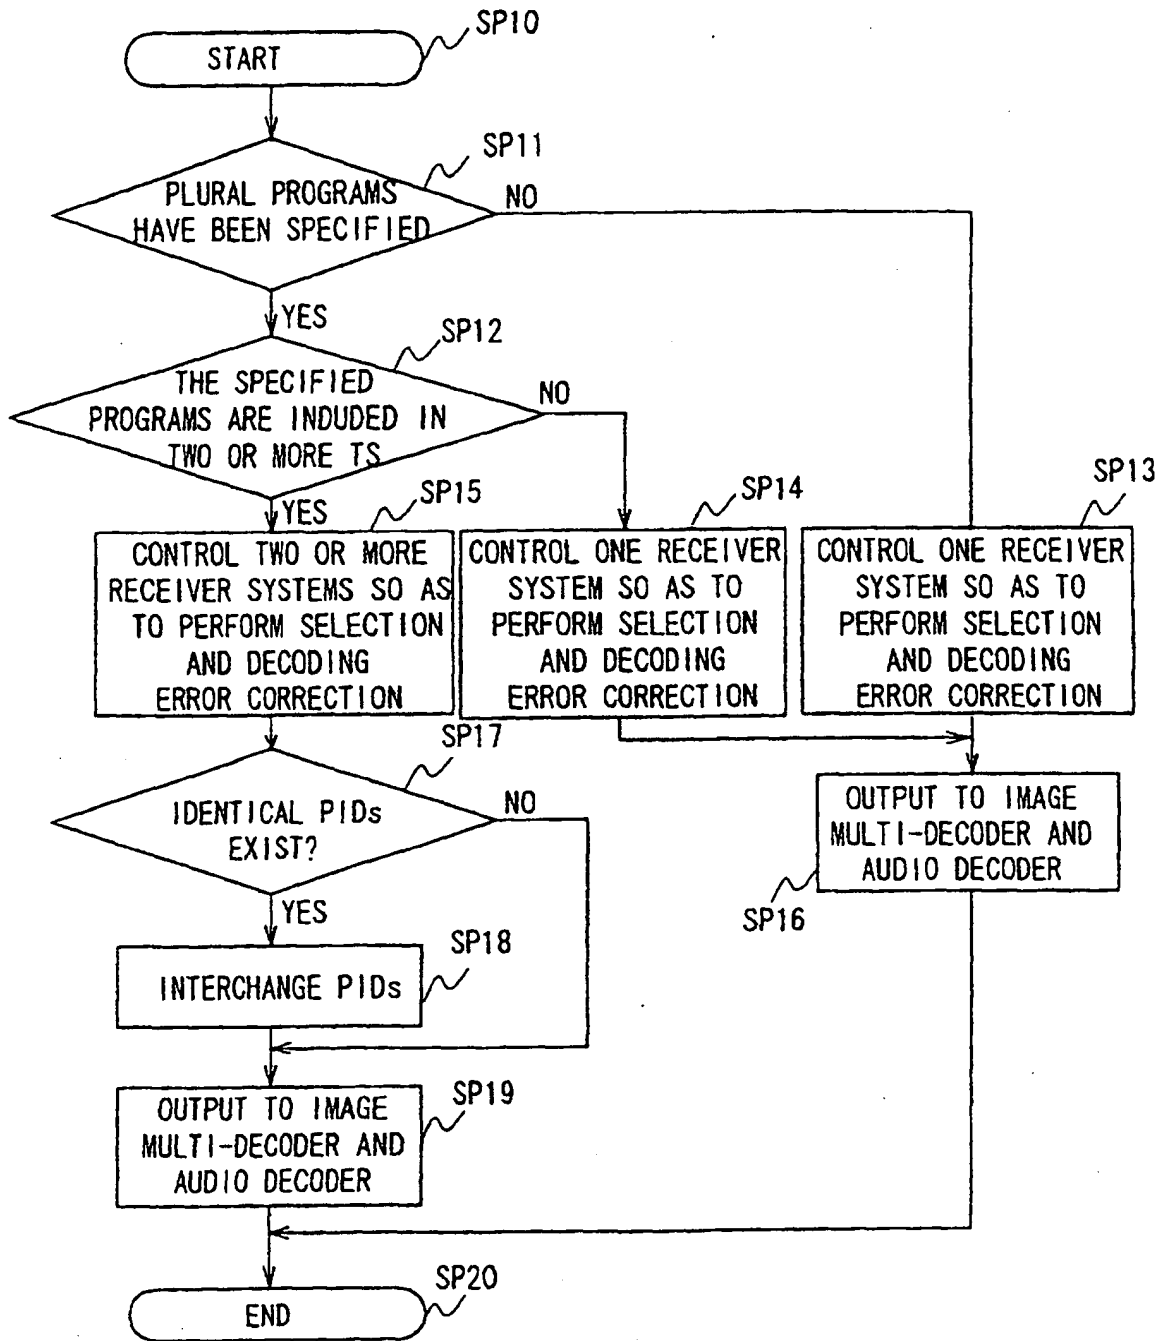 SP10
START
SP11
PLURAL PROGRAMS
HAVE BEEN SPECIFIED
NO
YES
SP12
THE SPECIFIED
PROGRAMS ARE INDUDED IN
TWO OR MORE TS
NO
YES
SP15
CONTROL TWO OR MORE
RECEIVER SYSTEMS SO AS
TO PERFORM SELECTION
AND DECODING
ERROR CORRECTION
SP14
CONTROL ONE RECEIVER
SYSTEM SO AS TO
PERFORM SELECTION
AND DECODING
ERROR CORRECTION
SP13
CONTROL ONE RECEIVER
SYSTEM SO AS TO
PERFORM SELECTION
AND DECODING
ERROR CORRECTION
SP17
IDENTICAL PIDs
EXIST?
NO
YES
OUTPUT TO IMAGE
MULTI-DECODER AND
AUDIO DECODER
SP16
SP18
INTERCHANGE PIDs
SP19
OUTPUT TO IMAGE
MULTI-DECODER AND
AUDIO DECODER
SP20
END